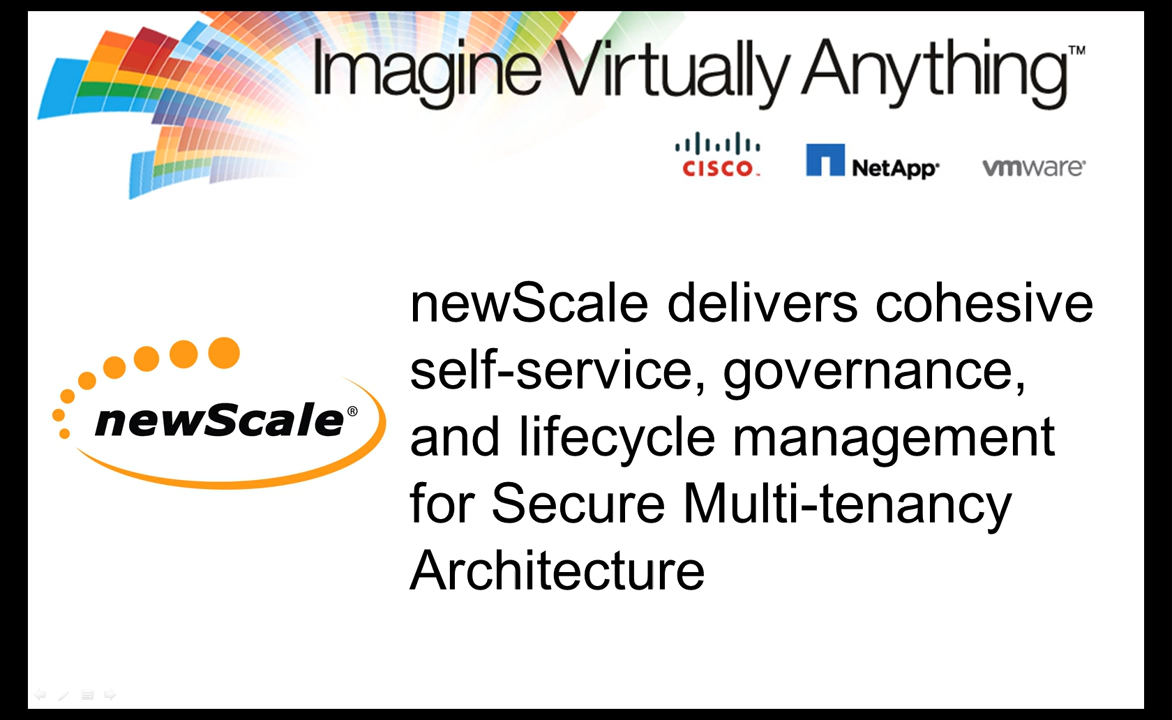 Imagine Virtually Anything™
CISCO™ NetApp® vmware®
newScale®
newScale delivers cohesive
self-service, governance,
and lifecycle management
for Secure Multi-tenancy
Architecture